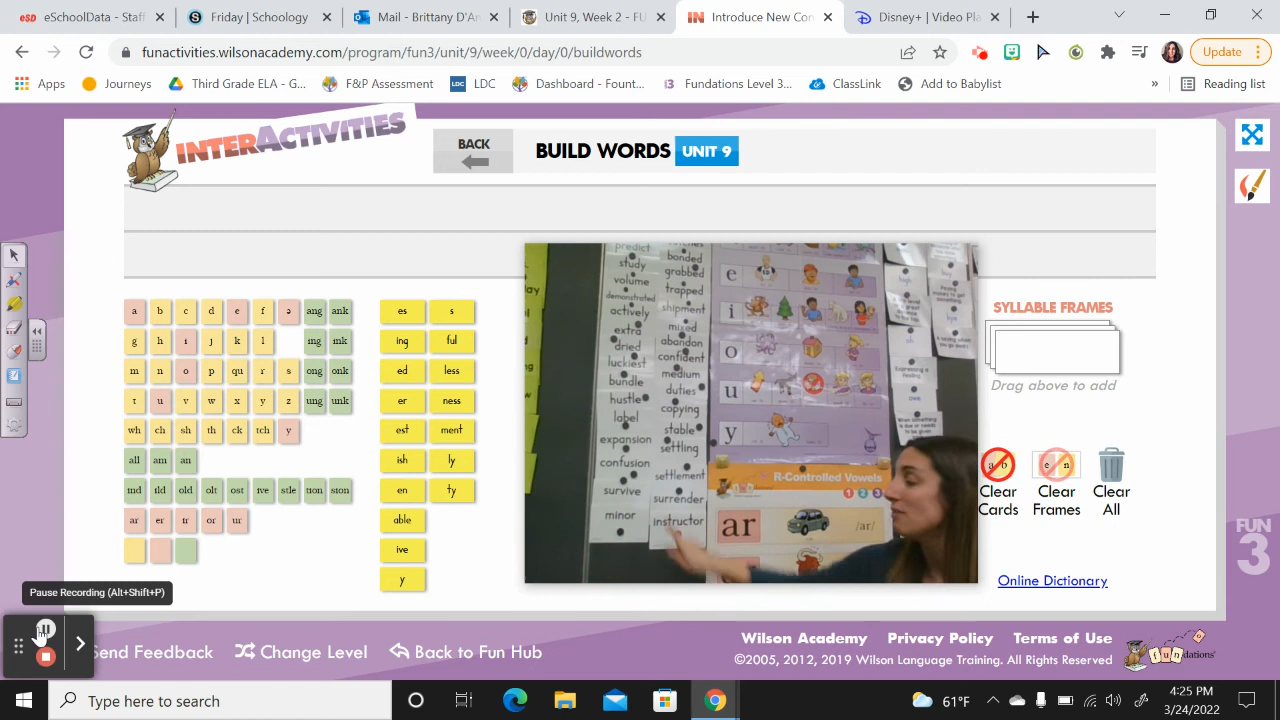 eSchoolData - Staff
Friday | Schoology
Mail - Brittany D'An
Unit 9, Week 2 - FU
Introduce New Con
Disney+ | Video Pla
funactivities.wilsonacademy.com/program/fun3/unit/9/week/0/day/0/buildwords
Update
Apps
Journeys
Third Grade ELA - G...
F&P Assessment
LDC
LDC
Dashboard - Fount...
Fundations Level 3...
ClassLink
Add to Babylist
»
Reading list
INTERACTIVITIES
BACK
BUILD WORDS UNIT 9
a b c d e f ə ang ank
g h i j k l ing ink
m n o p qu r s ong onk
t u v w x y z ung unk
wh ch sh th ck tch y
all am an
ind ild old olt ost ive stle tion sion
ar er ir or ur
es s
ing ful
ed less
er ness
est ment
ish ly
en ty
able
ive
y
predict
study
volume
demonstrated
actively
extra
dried
luckiest
bundle
hustle
label
expansion
confusion
survive
minor
bonded
grabbed
trapped
shipment
mixed
abandon
confident
medium
duties
copying
stable
settling
settlement
surrender
instructor
e
i
o
u
y
R-Controlled Vowels
1 2 3
ar
/ar/
SYLLABLE FRAMES
Drag above to add
a b
e n
Clear Cards
Clear Frames
Clear All
Online Dictionary
FUN
3
Pause Recording (Alt+Shift+P)
Send Feedback
Change Level
Back to Fun Hub
Wilson Academy Privacy Policy Terms of Use
©2005, 2012, 2019 Wilson Language Training. All Rights Reserved
fundations
Type here to search
61°F
4:25 PM
3/24/2022